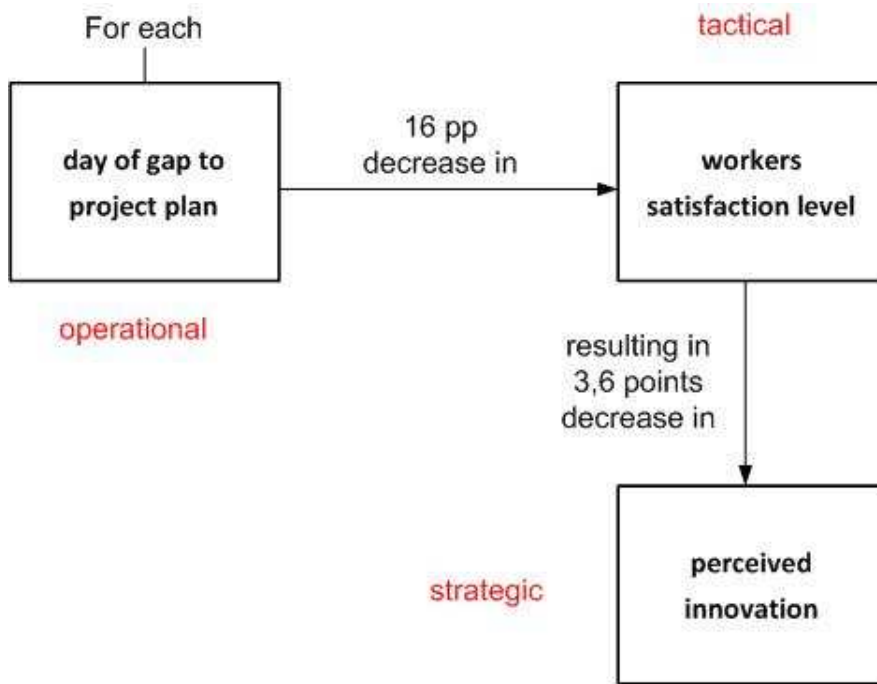 For each
tactical
day of gap to
project plan
16 pp
decrease in
workers
satisfaction level
operational
resulting in
3,6 points
decrease in
strategic
perceived
innovation